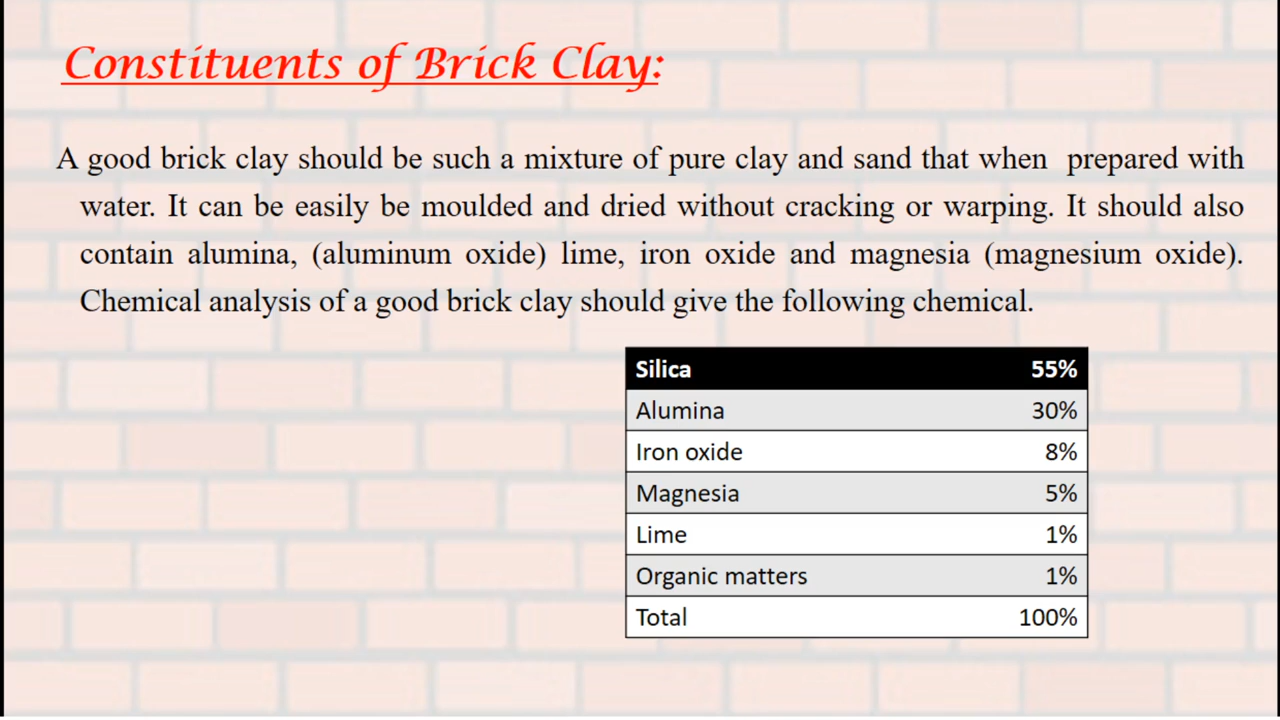 Constituents of Brick Clay:
A good brick clay should be such a mixture of pure clay and sand that when prepared with
water. It can be easily be moulded and dried without cracking or warping. It should also
contain alumina, (aluminum oxide) lime, iron oxide and magnesia (magnesium oxide).
Chemical analysis of a good brick clay should give the following chemical.
Silica 55%
Alumina 30%
Iron oxide 8%
Magnesia 5%
Lime 1%
Organic matters 1%
Total 100%